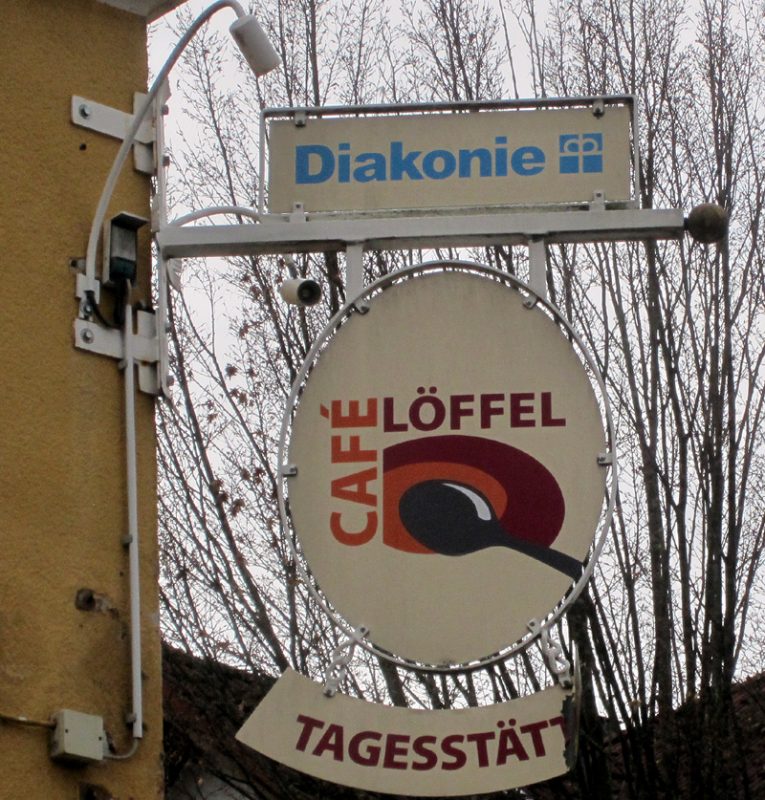 Diakonie
CAFÉ
LÖFFEL
TAGESSTÄTT